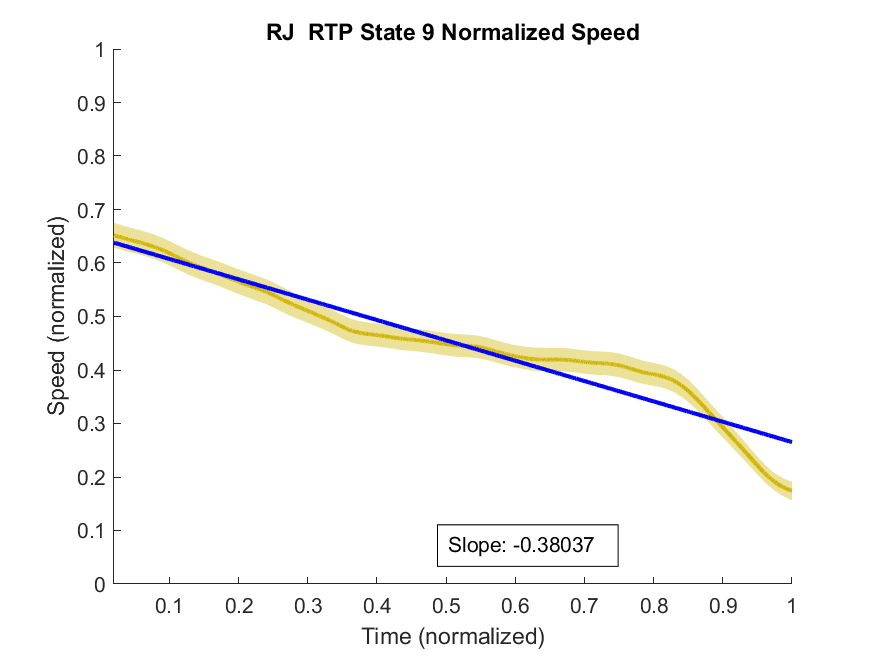 RJ  RTP State 9 Normalized Speed
1
0.9
0.8
0.7
0.6
0.5
0.4
0.3
0.2
0.1
0
Speed (normalized)
Slope: -0.38037
0.1 0.2 0.3 0.4 0.5 0.6 0.7 0.8 0.9 1
Time (normalized)